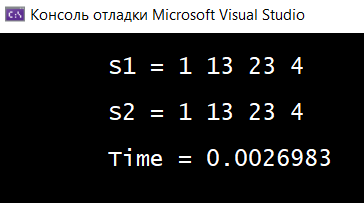 Консоль отладки Microsoft Visual Studio
s1 = 1 13 23 4
s2 = 1 13 23 4
Time = 0.0026983